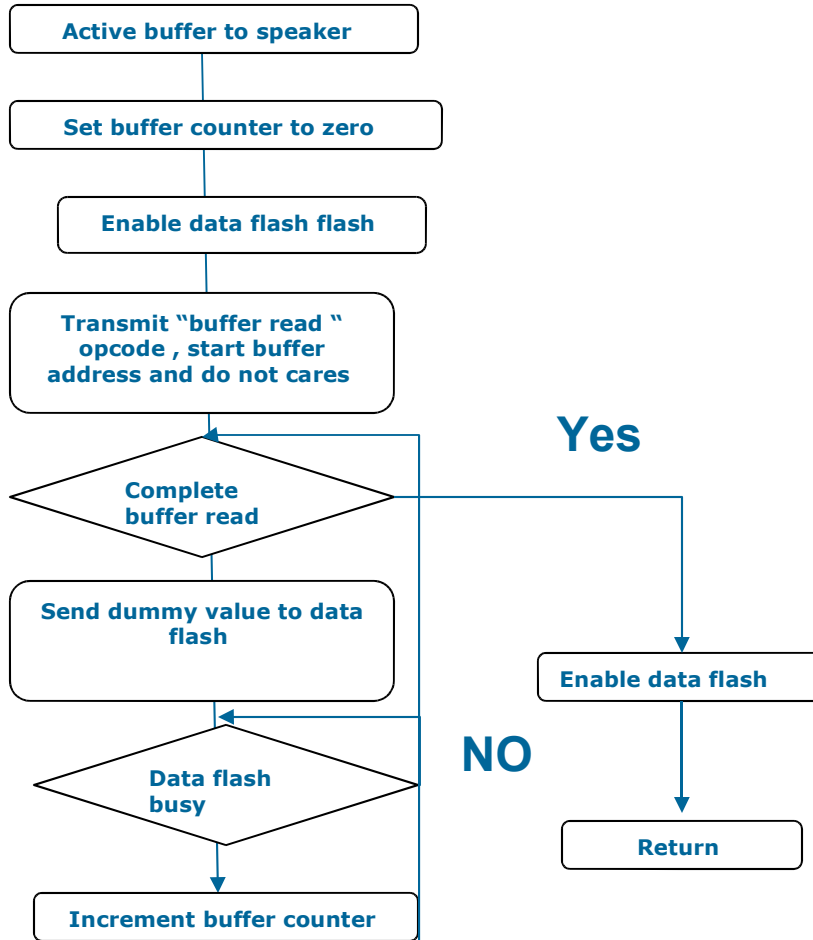 Active buffer to speaker
Set buffer counter to zero
Enable data flash flash
Transmit “buffer read “
opcode , start buffer
address and do not cares
Yes
Complete
buffer read
Send dummy value to data
flash
Enable data flash
NO
Data flash
busy
Return
Increment buffer counter